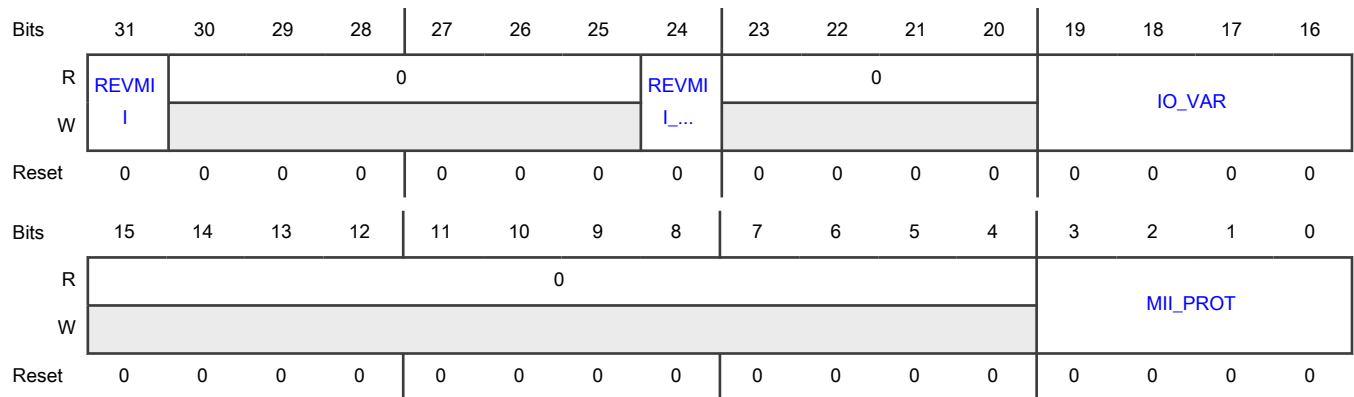 Bits 31 30 29 28 27 26 25 24 23 22 21 20 19 18 17 16
R REVMI I 0 REVMI I_... 0 IO_VAR
W
Reset 0 0 0 0 0 0 0 0 0 0 0 0 0 0 0 0
Bits 15 14 13 12 11 10 9 8 7 6 5 4 3 2 1 0
R 0 MII_PROT
W
Reset 0 0 0 0 0 0 0 0 0 0 0 0 0 0 0 0